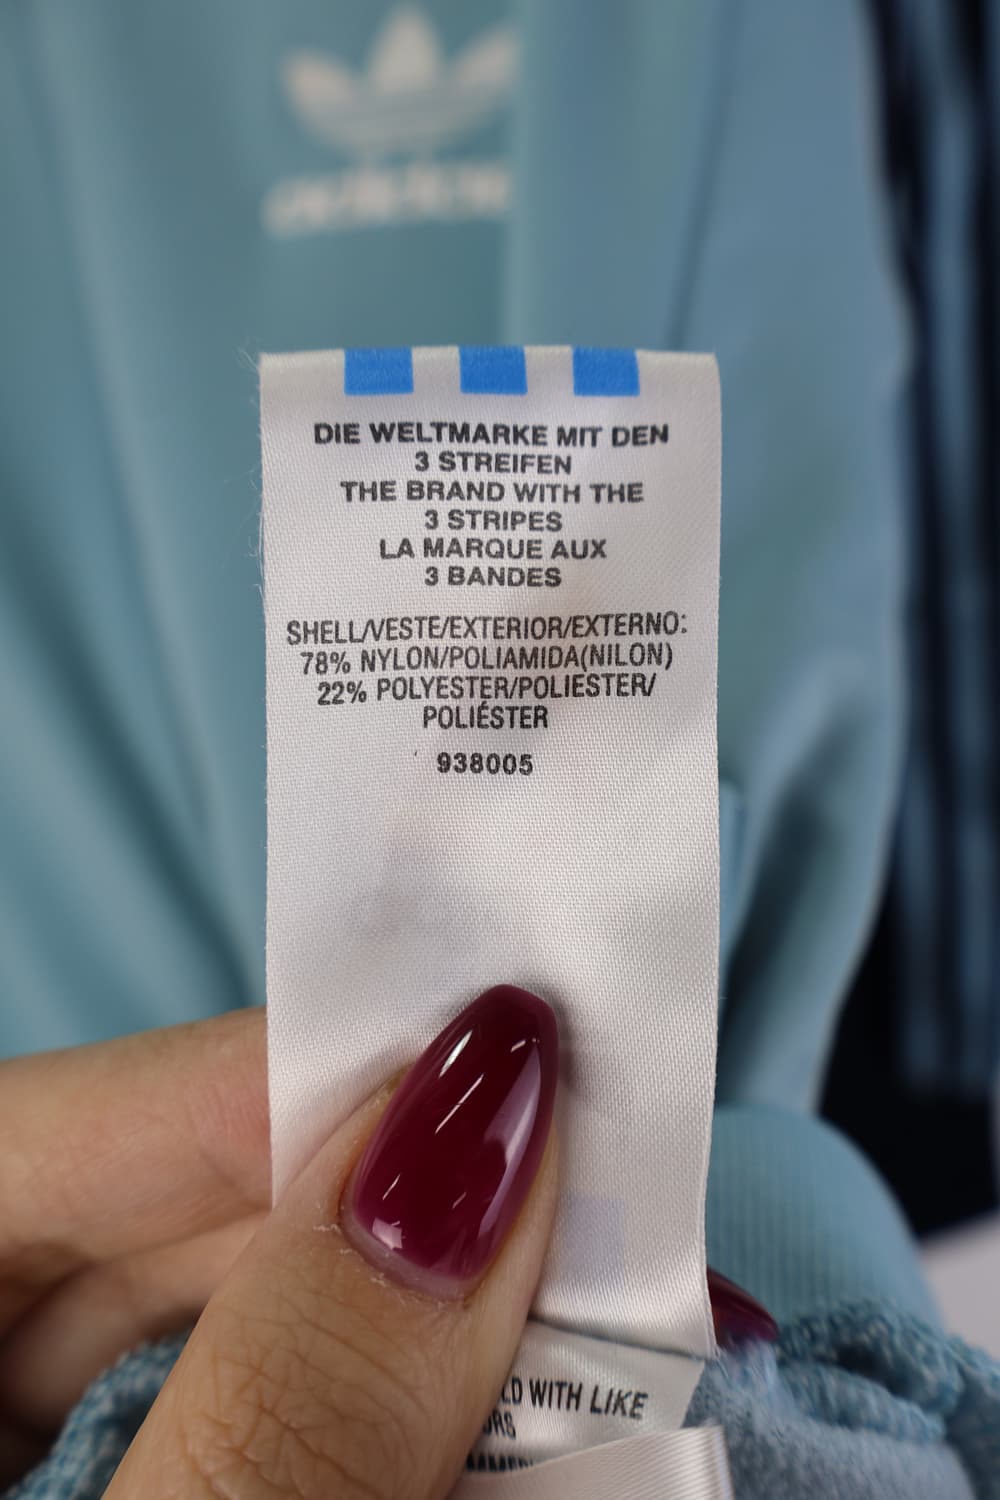 adidas
DIE WELTMARKE MIT DEN
3 STREIFEN
THE BRAND WITH THE
3 STRIPES
LA MARQUE AUX
3 BANDES
SHELL/VESTE/EXTERIOR/EXTERNO:
78% NYLON/POLIAMIDA(NILON)
22% POLYESTER/POLIESTER/
POLIÉSTER
938005
WITH LIKE